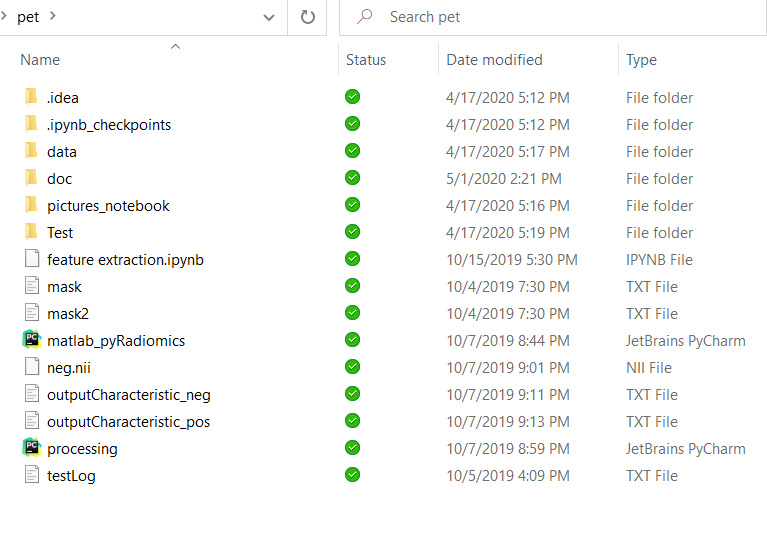 pet
Search pet
Name Status Date modified Type
.idea 4/17/2020 5:12 PM File folder
.ipynb_checkpoints 4/17/2020 5:12 PM File folder
data 4/17/2020 5:17 PM File folder
doc 5/1/2020 2:21 PM File folder
pictures_notebook 4/17/2020 5:16 PM File folder
Test 4/17/2020 5:19 PM File folder
feature extraction.ipynb 10/15/2019 5:30 PM IPYNB File
mask 10/4/2019 7:30 PM TXT File
mask2 10/4/2019 7:30 PM TXT File
PC matlab_pyRadiomics 10/7/2019 8:44 PM JetBrains PyCharm
neg.nii 10/7/2019 9:01 PM NII File
outputCharacteristic_neg 10/7/2019 9:11 PM TXT File
outputCharacteristic_pos 10/7/2019 9:13 PM TXT File
PC processing 10/7/2019 8:59 PM JetBrains PyCharm
testLog 10/5/2019 4:09 PM TXT File